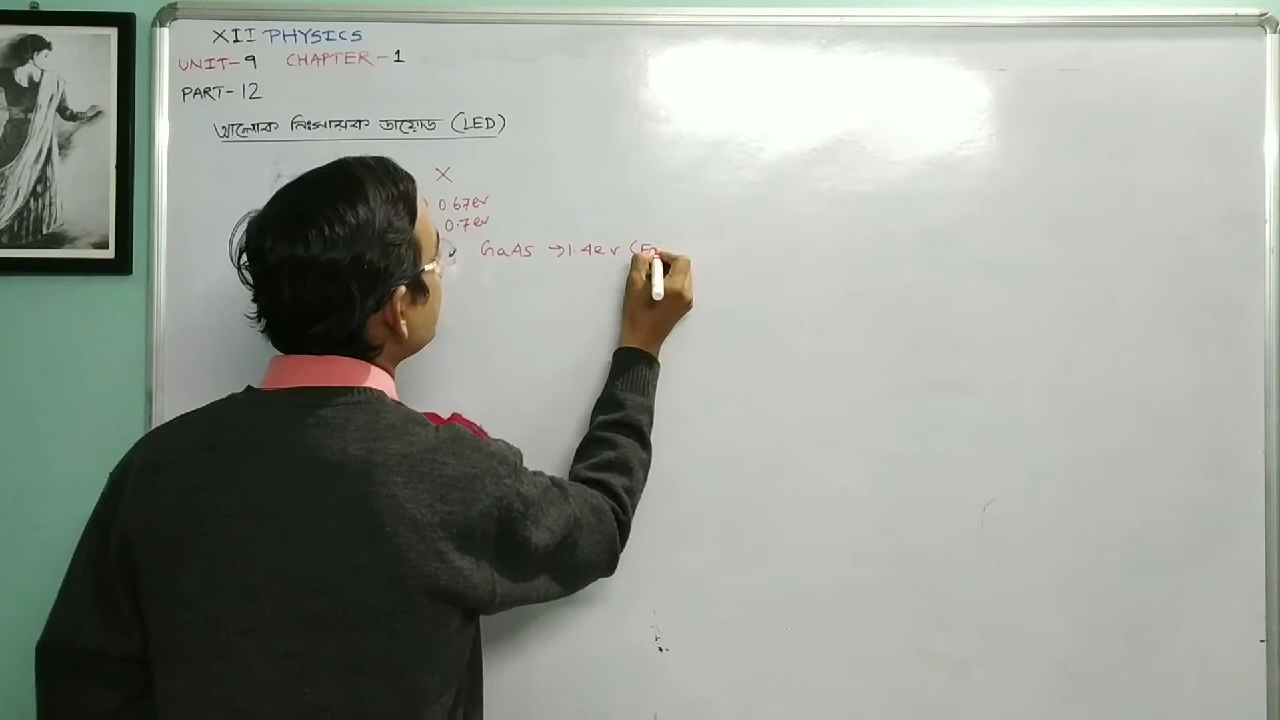 XII PHYSICS
UNIT-9 CHAPTER-1
PART-12
আলোক নিঃসারক ডায়োড (LED)
X
0.67ev
0.7ev
GaAs →1.4ev (E